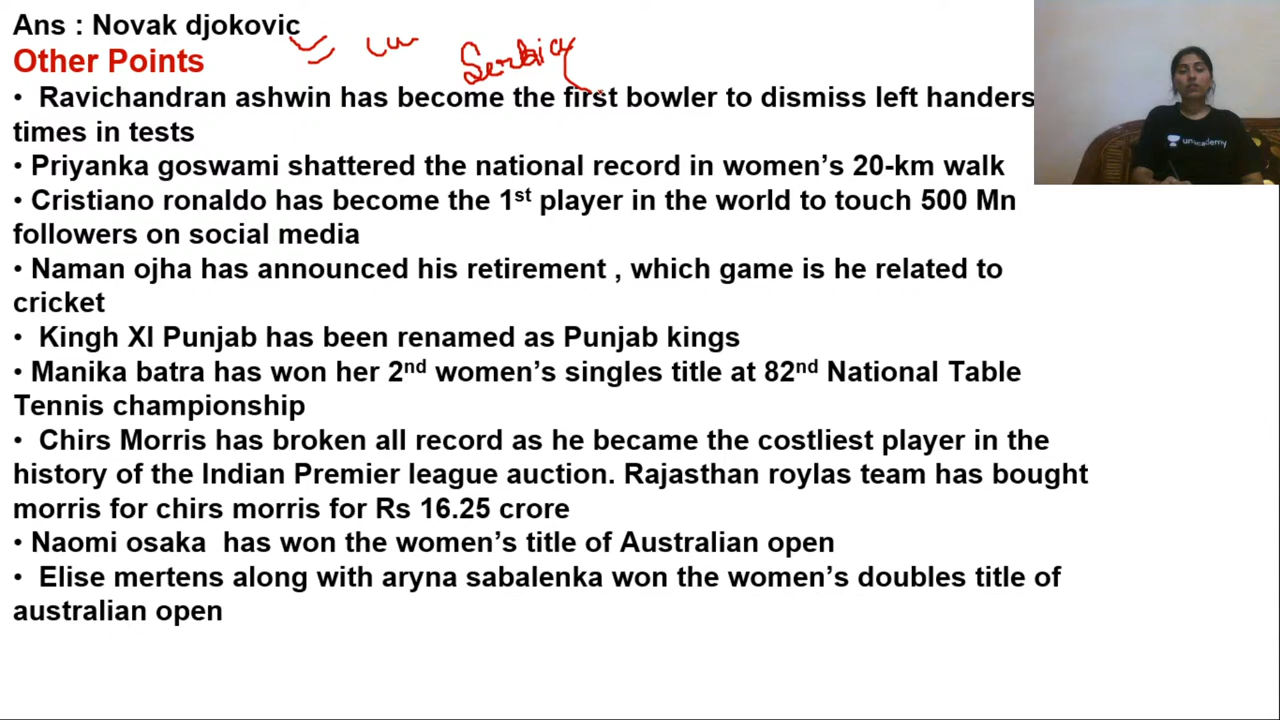 Ans : Novak djokovic
Other Points
Serbia
• Ravichandran ashwin has become the first bowler to dismiss left handers
times in tests
• Priyanka goswami shattered the national record in women's 20-km walk
• Cristiano ronaldo has become the 1st player in the world to touch 500 Mn
followers on social media
• Naman ojha has announced his retirement , which game is he related to
cricket
• Kingh XI Punjab has been renamed as Punjab kings
• Manika batra has won her 2nd women's singles title at 82nd National Table
Tennis championship
• Chirs Morris has broken all record as he became the costliest player in the
history of the Indian Premier league auction. Rajasthan roylas team has bought
morris for chirs morris for Rs 16.25 crore
• Naomi osaka has won the women's title of Australian open
• Elise mertens along with aryna sabalenka won the women's doubles title of
australian open
unacademy